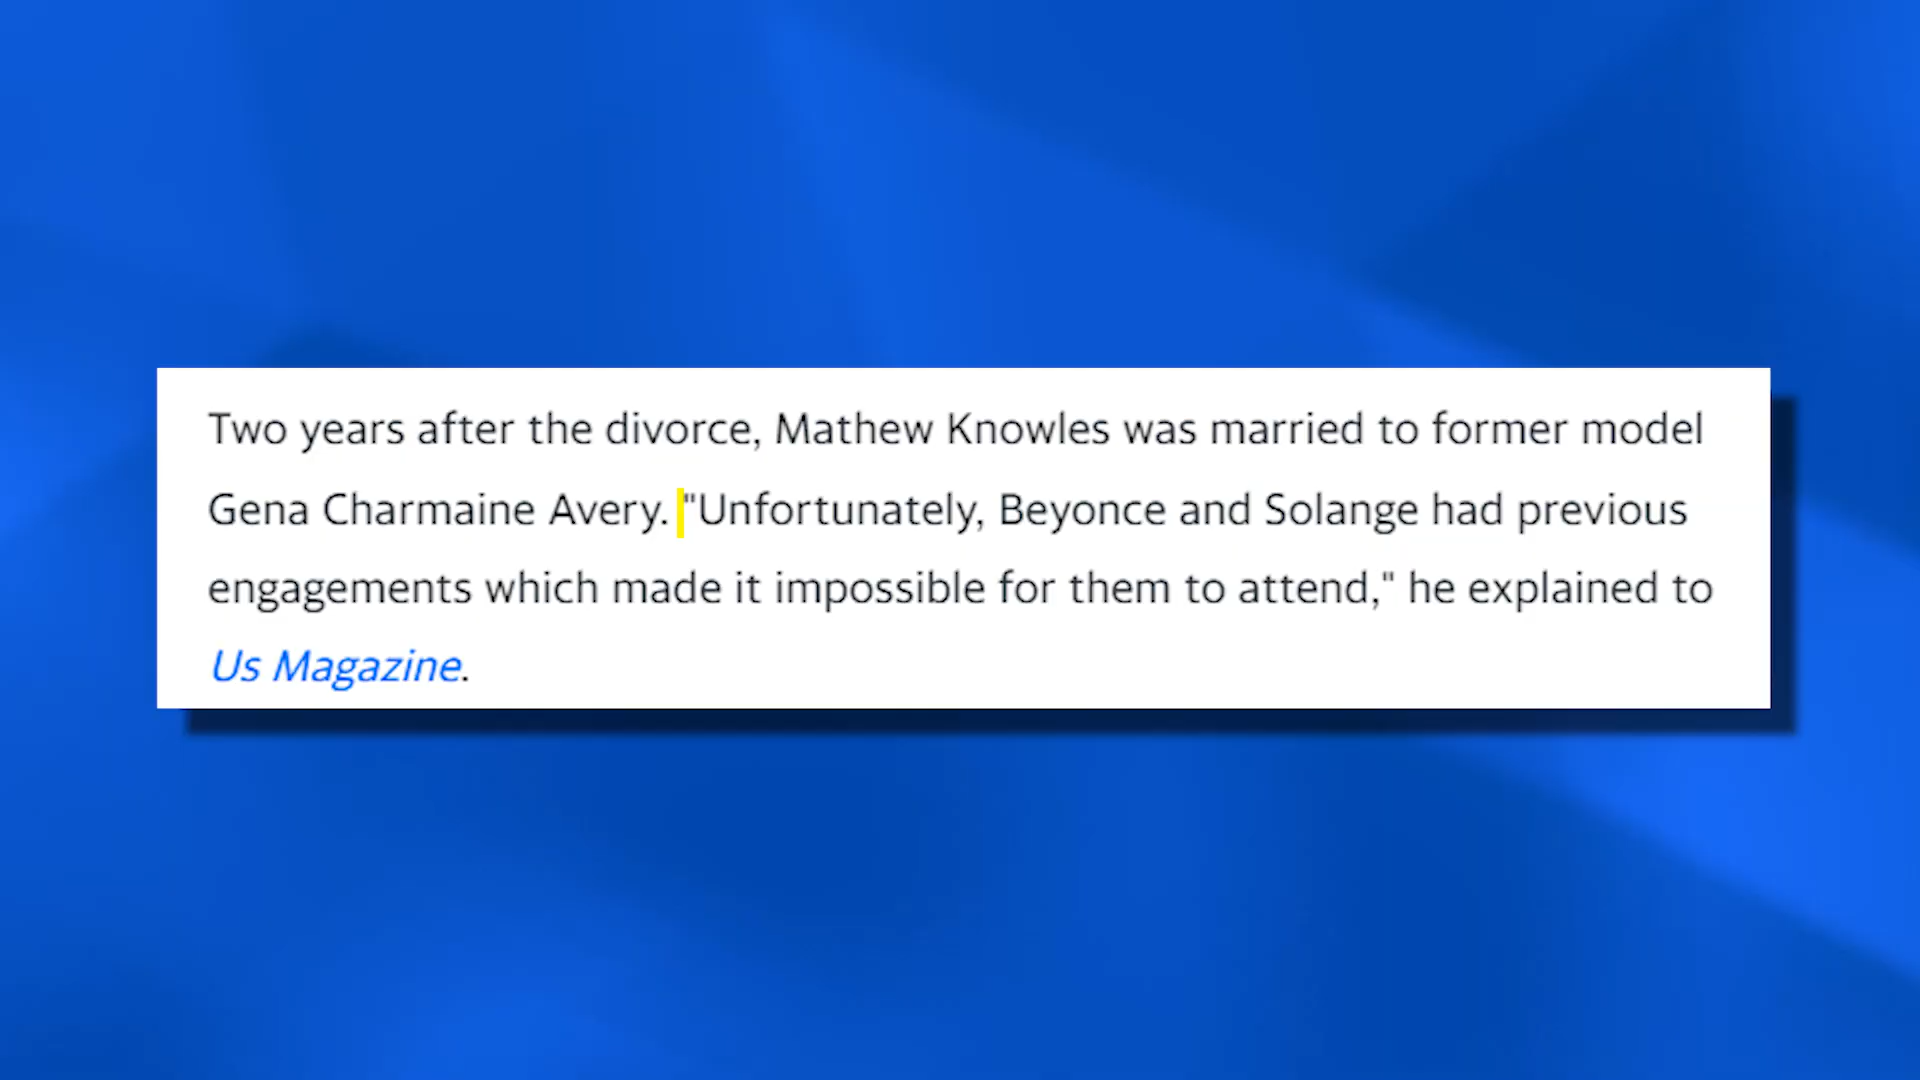 Two years after the divorce, Mathew Knowles was married to former model
Gena Charmaine Avery. "Unfortunately, Beyonce and Solange had previous
engagements which made it impossible for them to attend," he explained to
Us Magazine.